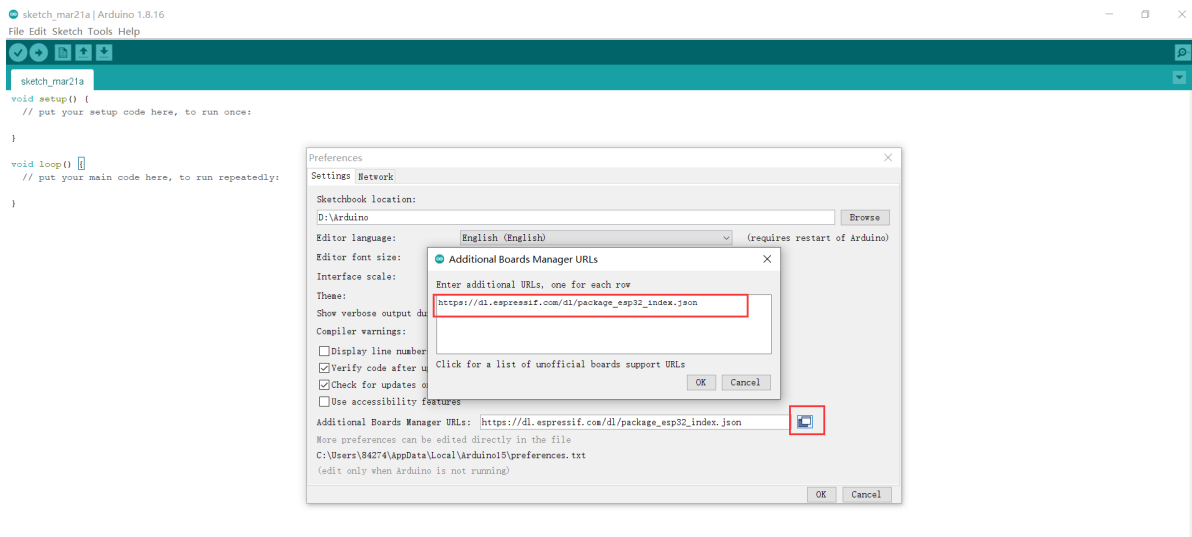 sketch_mar21a | Arduino 1.8.16
File Edit Sketch Tools Help
sketch_mar21a
void setup() {
// put your setup code here, to run once:
}
void loop() {
// put your main code here, to run repeatedly:
}
Preferences
Settings Network
Sketchbook location:
D:\Arduino Browse
Editor language: English (English) (requires restart of Arduino)
Editor font size:
Interface scale:
Theme:
Show verbose output du
Compiler warnings:
Display line number
Verify code after u
Check for updates o
Use accessibility features
Additional Boards Manager URLs: https://dl.espressif.com/dl/package_esp32_index.json
More preferences can be edited directly in the file
C:\Users\84274\AppData\Local\Arduino15\preferences.txt
(edit only when Arduino is not running)
OK Cancel
Additional Boards Manager URLs
Enter additional URLs, one for each row
https://dl.espressif.com/dl/package_esp32_index.json
Click for a list of unofficial boards support URLs
OK Cancel